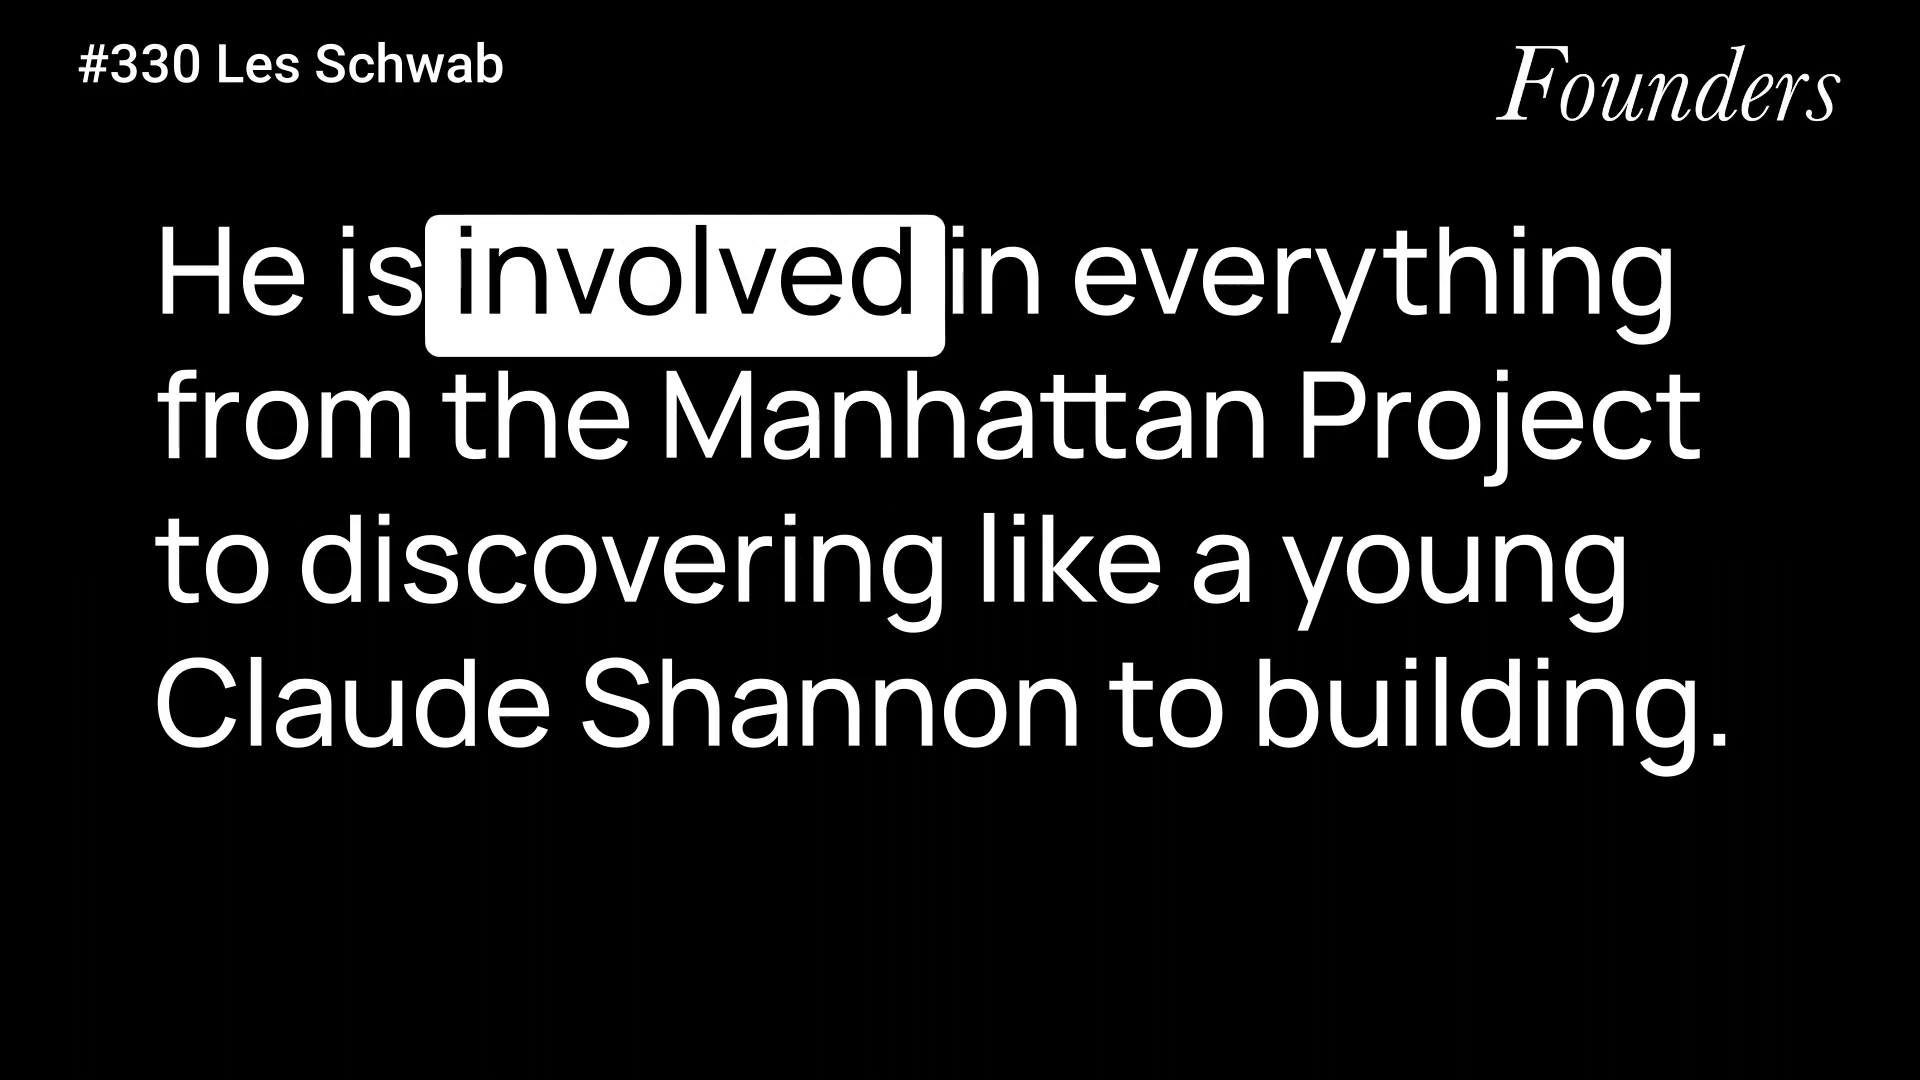 #330 Les Schwab
Founders
He is involved in everything
from the Manhattan Project
to discovering like a young
Claude Shannon to building.